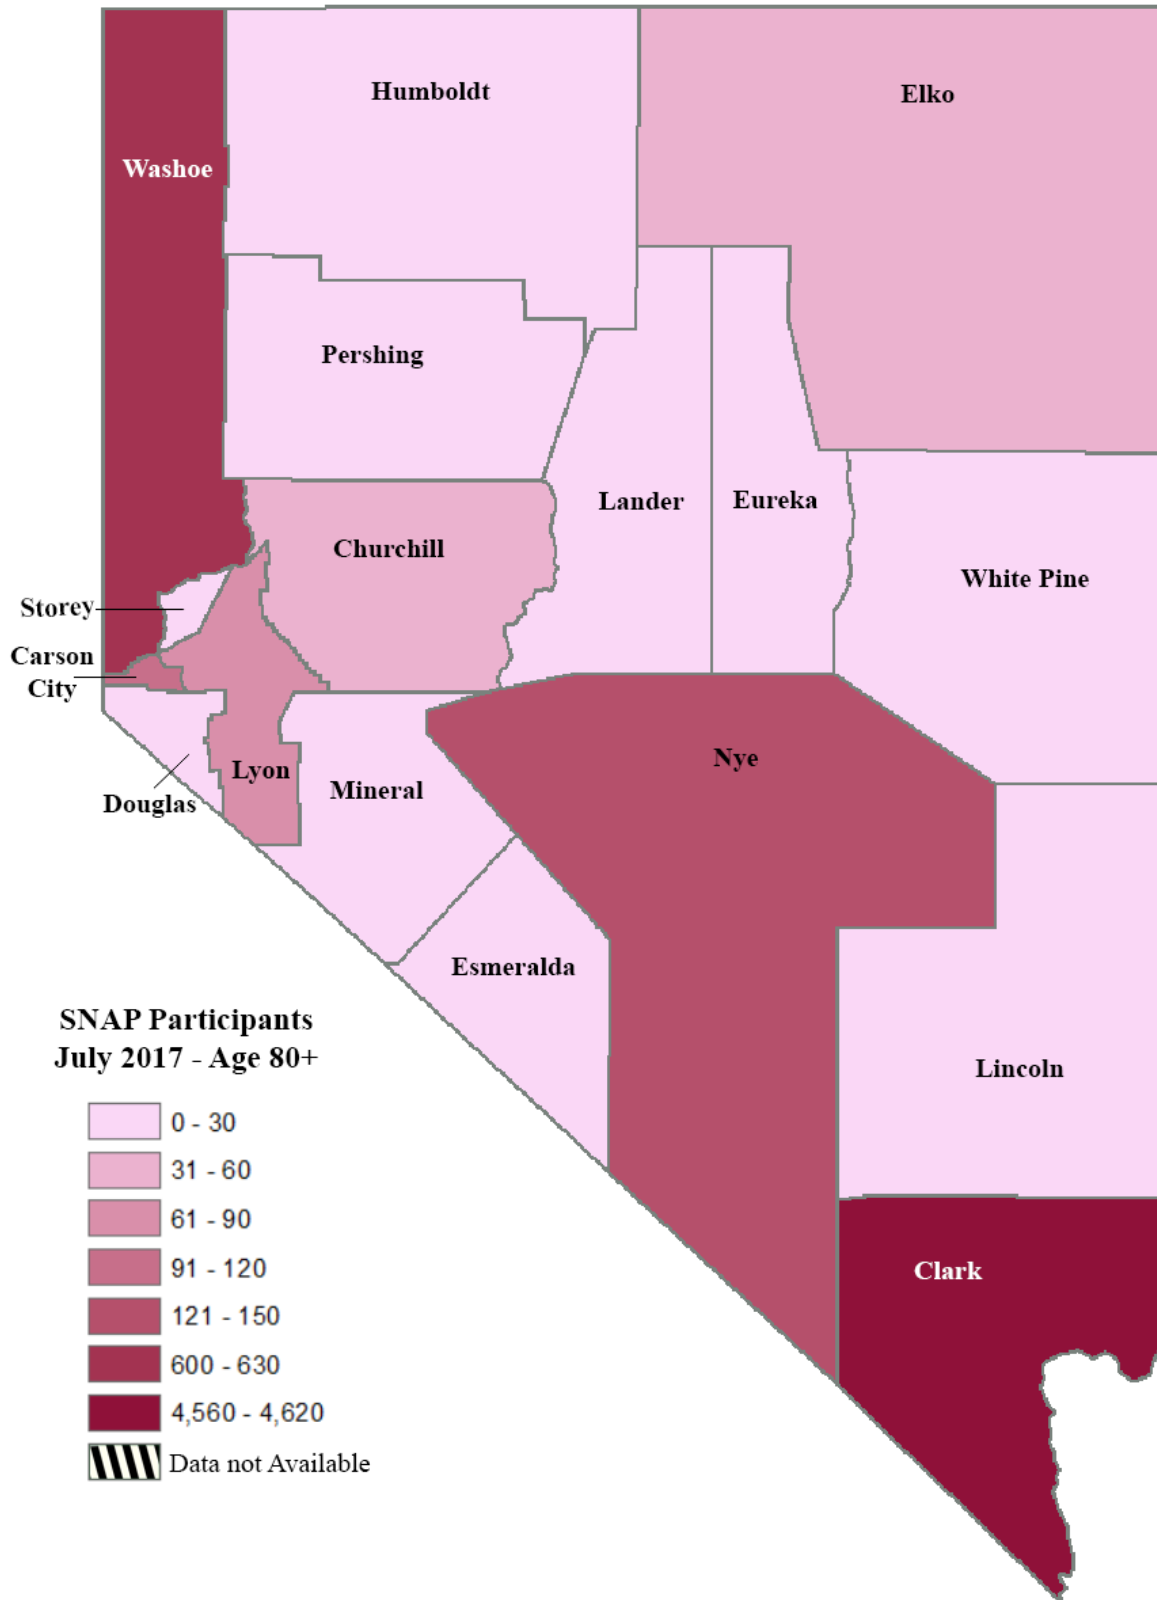 Humboldt
Elko
Washoe
Pershing
Lander
Eureka
Churchill
White Pine
Storey
Carson
City
Nye
Lyon
Mineral
Douglas
Esmeralda
Lincoln
Clark
SNAP Participants
July 2017 - Age 80+
0 - 30
31 - 60
61 - 90
91 - 120
121 - 150
600 - 630
4,560 - 4,620
Data not Available